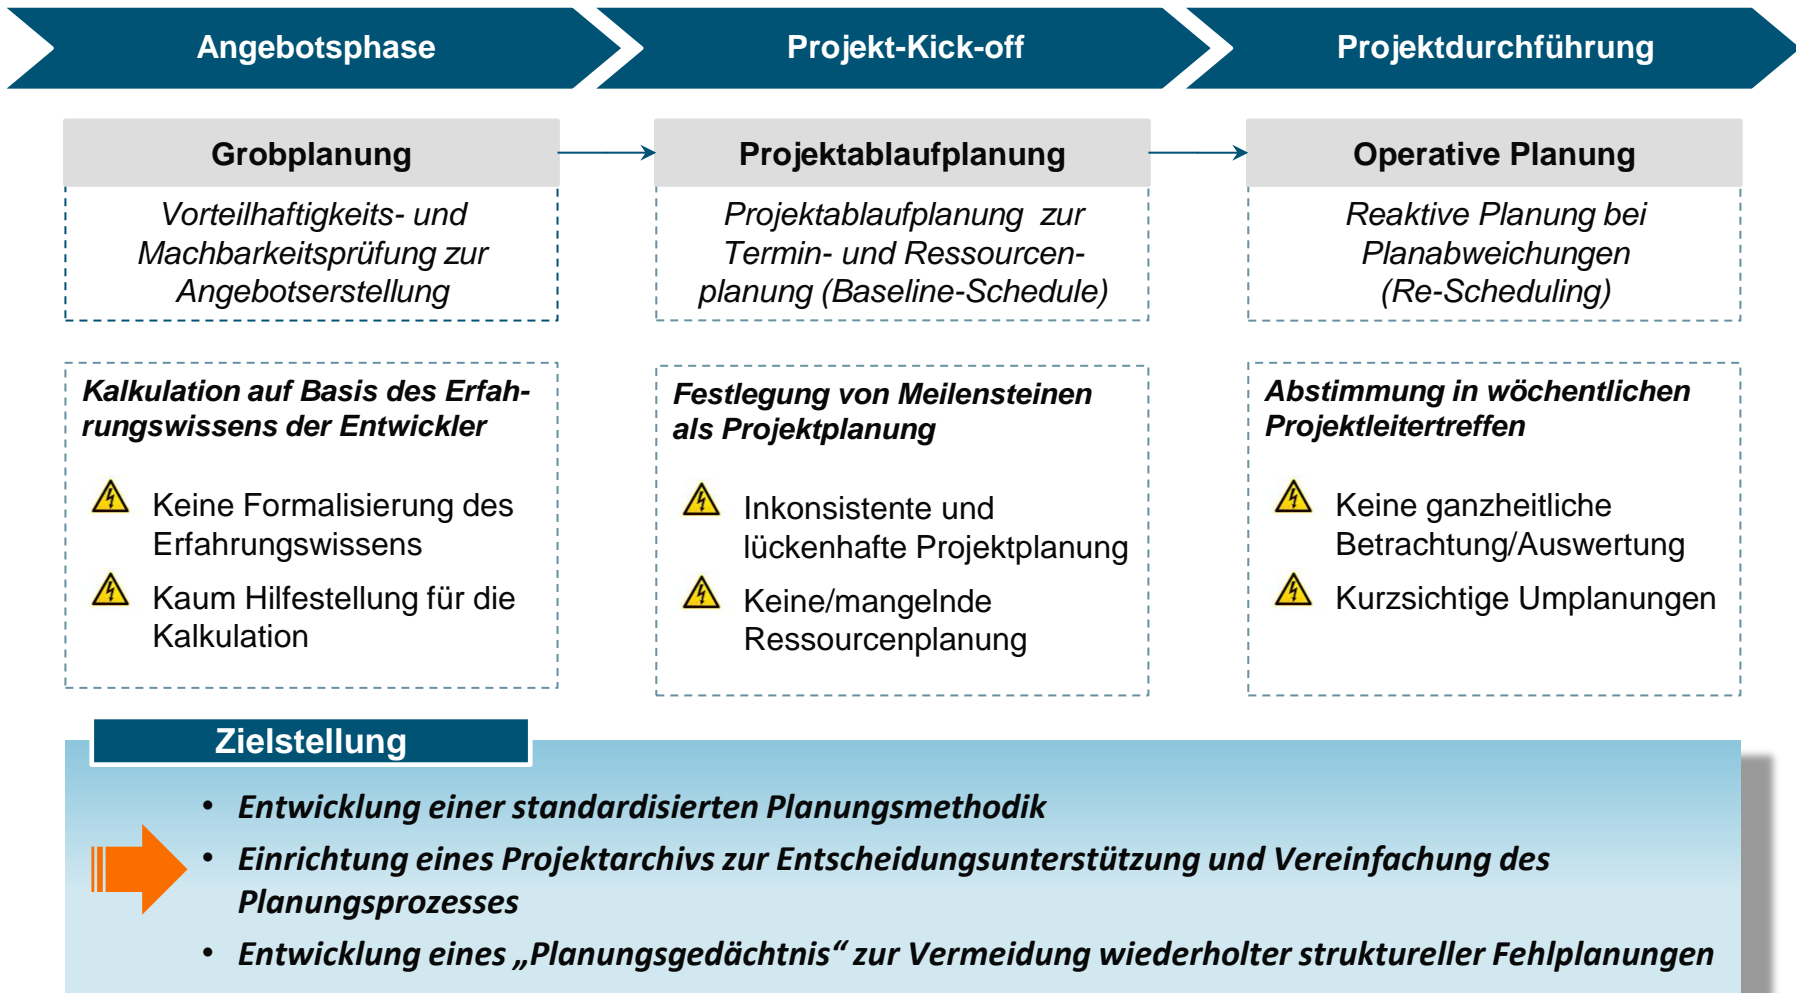 Angebotsphase
Projekt-Kick-off
Projektdurchführung
Grobplanung
Projektablaufplanung
Operative Planung
Vorteilhaftigkeits- und
Machbarkeitsprüfung zur
Angebotserstellung
Projektablaufplanung zur
Termin- und Ressourcen-
planung (Baseline-Schedule)
Reaktive Planung bei
Planabweichungen
(Re-Scheduling)
Kalkulation auf Basis des Erfah-
rungswissens der Entwickler
Keine Formalisierung des
Erfahrungswissens
Kaum Hilfestellung für die
Kalkulation
Festlegung von Meilensteinen
als Projektplanung
Inkonsistente und
lückenhafte Projektplanung
Keine/mangelnde
Ressourcenplanung
Abstimmung in wöchentlichen
Projektleitertreffen
Keine ganzheitliche
Betrachtung/Auswertung
Kurzsichtige Umplanungen
Zielstellung
• Entwicklung einer standardisierten Planungsmethodik
• Einrichtung eines Projektarchivs zur Entscheidungsunterstützung und Vereinfachung des
Planungsprozesses
• Entwicklung eines „Planungsgedächtnis“ zur Vermeidung wiederholter struktureller Fehlplanungen